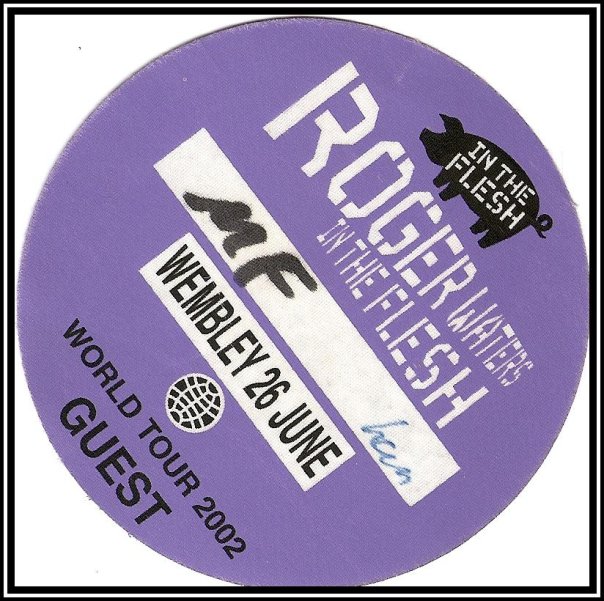 IN THE
FLESH
ROGER WATERS
IN THE FLESH
MF
WEMBLEY 26 JUNE
WORLD TOUR 2002
GUEST